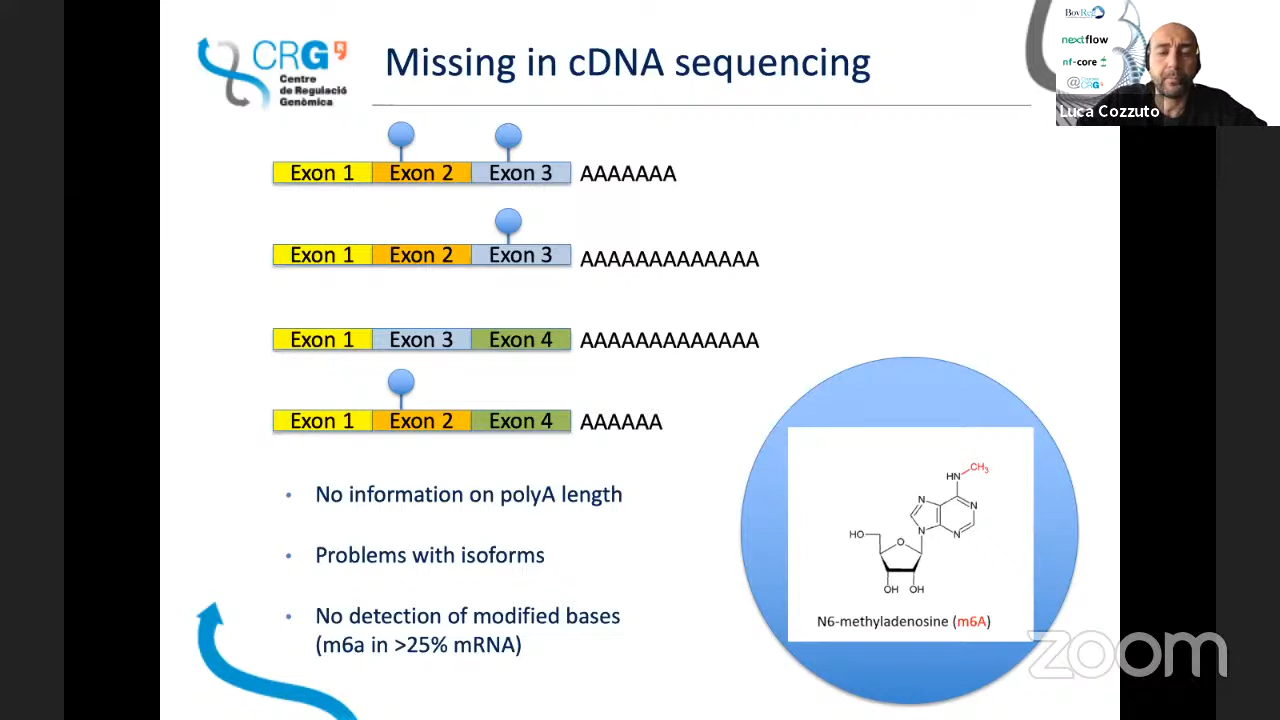 CRG
Centre
de Regulació
Genòmica
Missing in cDNA sequencing
BovReg
nextflow
nf-core
@CRG
Luca Cozzuto
Exon 1 Exon 2 Exon 3 AAAAAAA
Exon 1 Exon 2 Exon 3 AAAAAAAAAAAAA
Exon 1 Exon 3 Exon 4 AAAAAAAAAAAAA
Exon 1 Exon 2 Exon 4 AAAAAA
• No information on polyA length
• Problems with isoforms
• No detection of modified bases
(m6a in >25% mRNA)
HN CH3
N N
N N
HO O
OH OH
N6-methyladenosine (m6A)
zoom